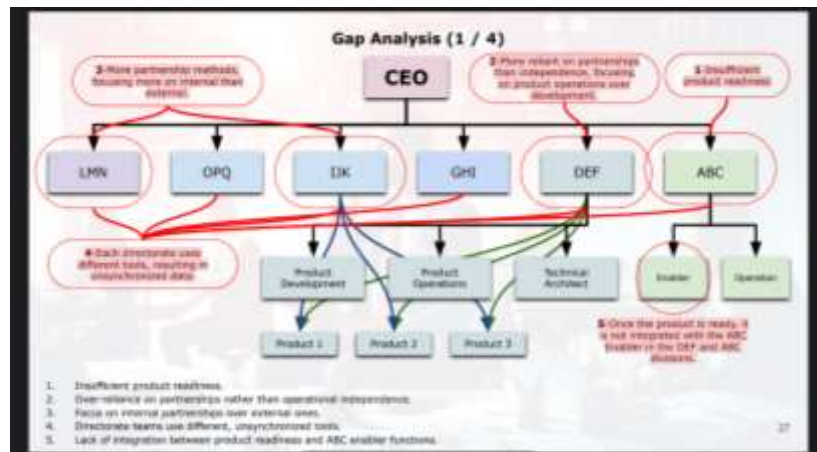 Gap Analysis (1 / 4)
3-More partnership methods,
focusing more on internal than
external.
CEO
2-More reliant on partnerships
than independence, focusing
on product operations over
development.
1-Insufficient
product readiness
LMN
OPQ
IJK
GHI
DEF
ABC
4-Each directorate uses
different tools, resulting in
unsynchronized data
Product
Development
Product
Operations
Technical
Architect
Enabler
Operation
Product 1
Product 2
Product 3
5-Once the product is ready, it
is not integrated with the ABC
Enabler in the DEF and ABC
divisions.
1. Insufficient product readiness.
2. Over-reliance on partnerships rather than operational independence.
3. Focus on internal partnerships over external ones.
4. Directorate teams use different, unsynchronized tools.
5. Lack of integration between product readiness and ABC enabler functions.
27